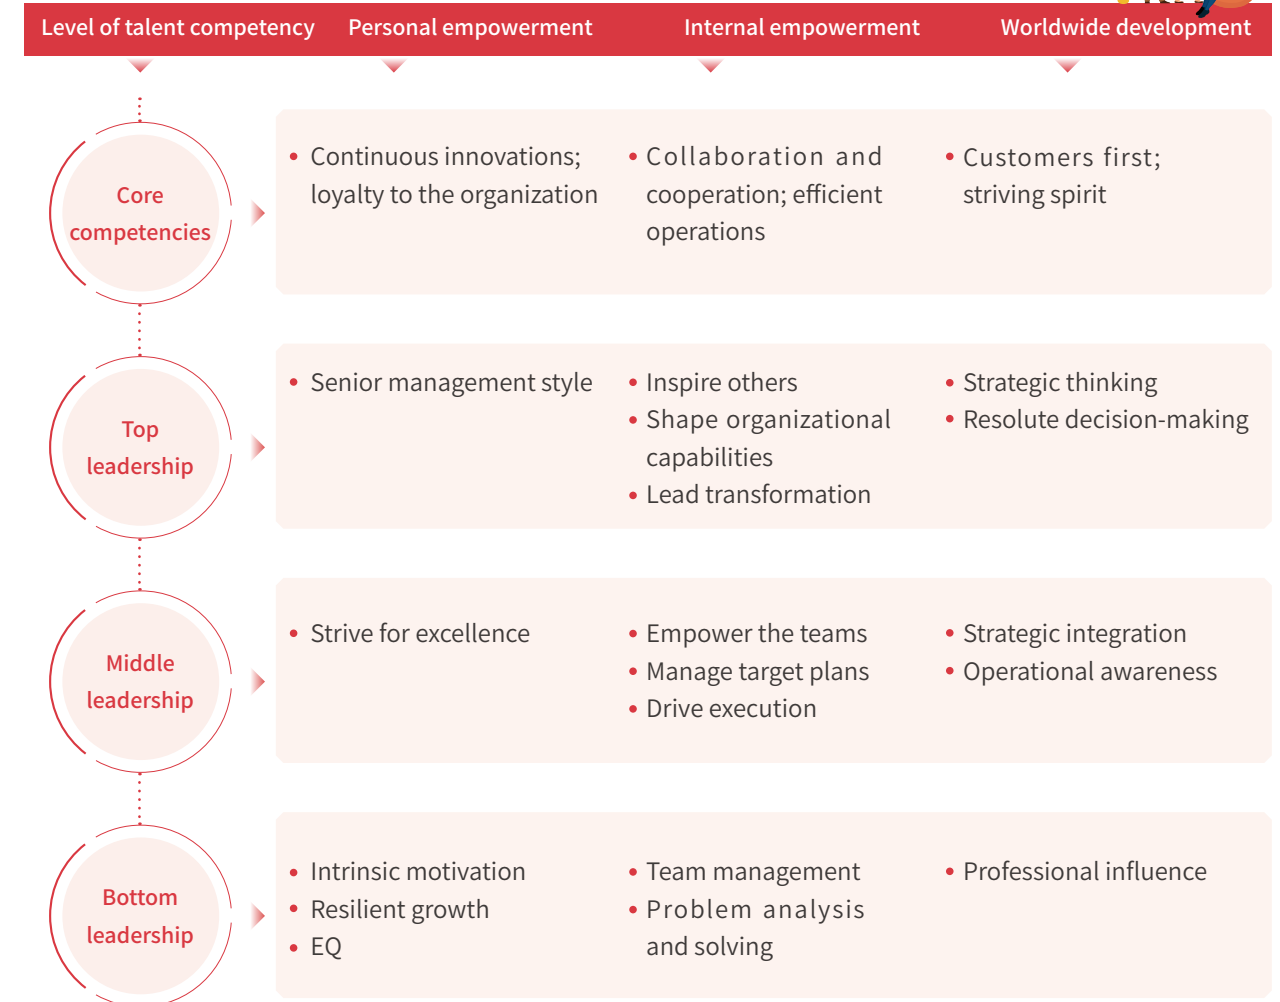 Level of talent competency
Personal empowerment
Internal empowerment
Worldwide development
Core
competencies
• Continuous innovations;
loyalty to the organization
• Collaboration and
cooperation; efficient
operations
• Customers first;
striving spirit
Top
leadership
• Senior management style
• Inspire others
• Shape organizational
capabilities
• Lead transformation
• Strategic thinking
• Resolute decision-making
Middle
leadership
• Strive for excellence
• Empower the teams
• Manage target plans
• Drive execution
• Strategic integration
• Operational awareness
Bottom
leadership
• Intrinsic motivation
• Resilient growth
• EQ
• Team management
• Problem analysis
and solving
• Professional influence